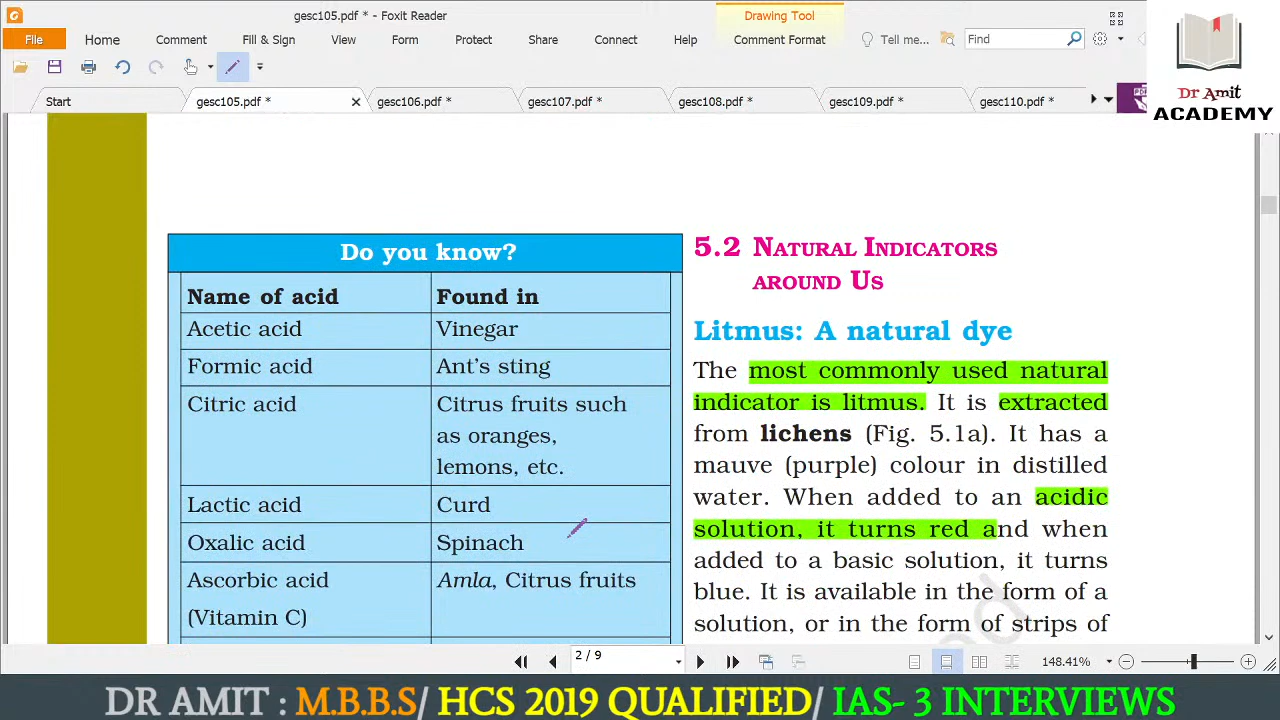 gesc105.pdf * - Foxit Reader
Drawing Tool
File Home Comment Fill & Sign View Form Protect Share Connect Help Comment Format Tell me... Find
Dr Amit
ACADEMY
Start gesc105.pdf * gesc106.pdf * gesc107.pdf * gesc108.pdf * gesc109.pdf * gesc110.pdf *
Do you know?
Name of acid Found in
Acetic acid Vinegar
Formic acid Ant's sting
Citric acid Citrus fruits such
as oranges,
lemons, etc.
Lactic acid Curd
Oxalic acid Spinach
Ascorbic acid Amla, Citrus fruits
(Vitamin C)
5.2 NATURAL INDICATORS
AROUND US
Litmus: A natural dye
The most commonly used natural
indicator is litmus. It is extracted
from lichens (Fig. 5.1a). It has a
mauve (purple) colour in distilled
water. When added to an acidic
solution, it turns red and when
added to a basic solution, it turns
blue. It is available in the form of a
solution, or in the form of strips of
2 / 9
148.41%
DR AMIT : M.B.B.S/ HCS 2019 QUALIFIED/ IAS- 3 INTERVIEWS